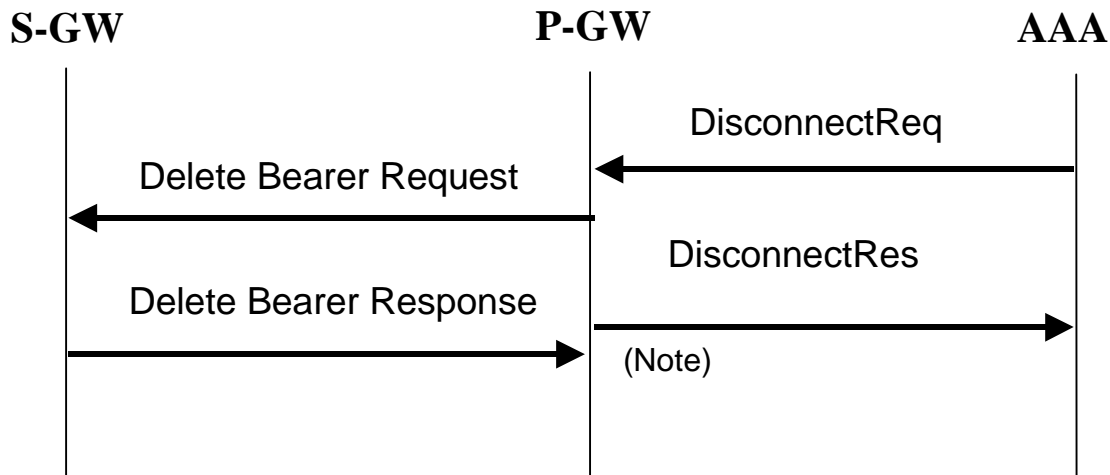 S-GW
P-GW
AAA
DisconnectReq
Delete Bearer Request
DisconnectRes
Delete Bearer Response
(Note)